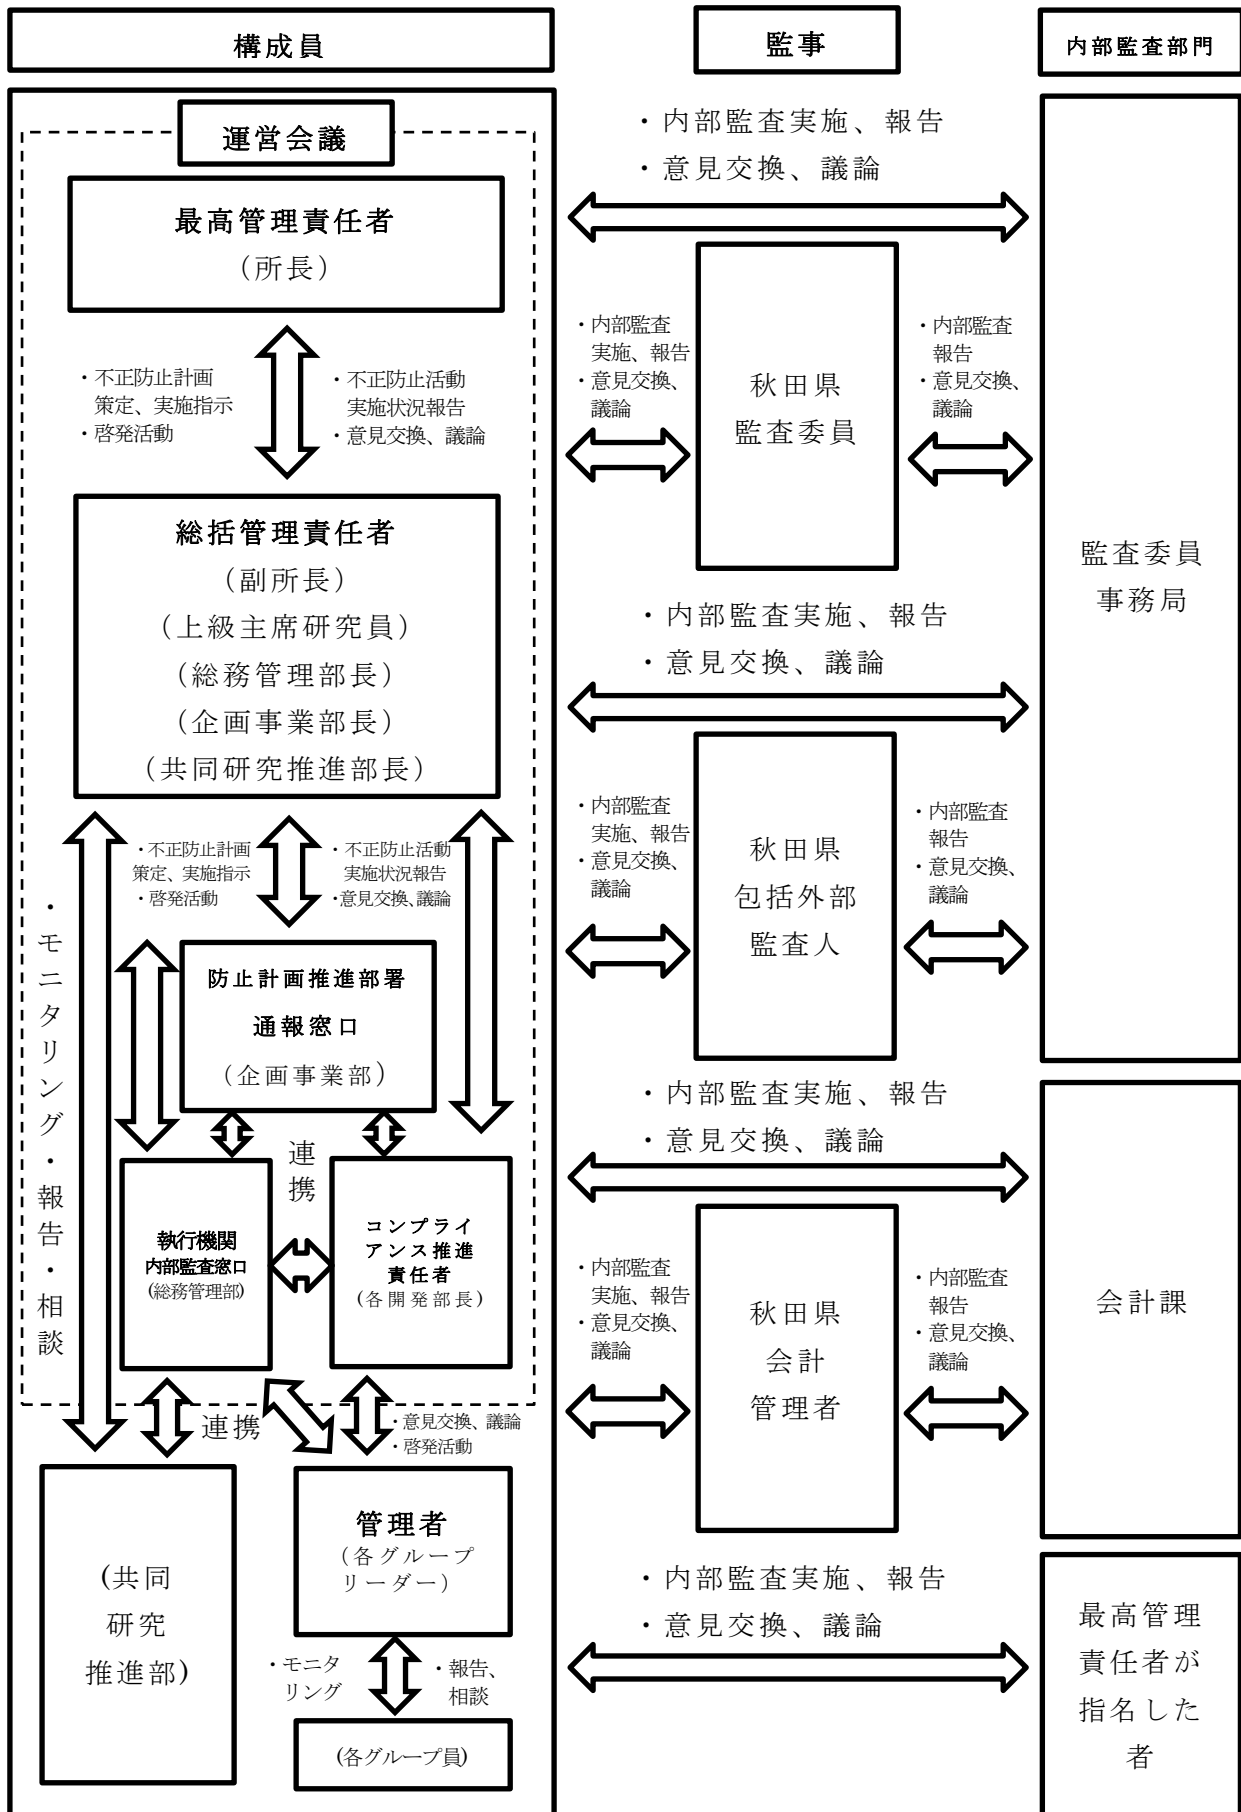 構成員
監事
内部監査部門
運営会議
最高管理責任者
（所長）
・不正防止計画
策定、実施指示
・啓発活動
・不正防止活動
実施状況報告
・意見交換、議論
総括管理責任者
（副所長）
（上級主席研究員）
（総務管理部長）
（企画事業部長）
（共同研究推進部長）
・不正防止計画
策定、実施指示
・啓発活動
・不正防止活動
実施状況報告
・意見交換、議論
・モニタリング・報告・相談
防止計画推進部署
通報窓口
（企画事業部）
連携
執行機関
内部監査窓口
(総務管理部)
コンプライ
アンス推進
責任者
(各開発部長)
連携
・意見交換、議論
・啓発活動
(共同
研究
推進部)
管理者
（各グループ
リーダー）
・モニタ
リング
・報告、
相談
(各グループ員)
・内部監査実施、報告
・意見交換、議論
・内部監査
実施、報告
・意見交換、
議論
秋田県
監査委員
・内部監査
報告
・意見交換、
議論
・内部監査実施、報告
・意見交換、議論
・内部監査
実施、報告
・意見交換、
議論
秋田県
包括外部
監査人
・内部監査
報告
・意見交換、
議論
監査委員
事務局
・内部監査実施、報告
・意見交換、議論
・内部監査
実施、報告
・意見交換、
議論
秋田県
会計
管理者
・内部監査
報告
・意見交換、
議論
会計課
・内部監査実施、報告
・意見交換、議論
最高管理
責任者が
指名した
者